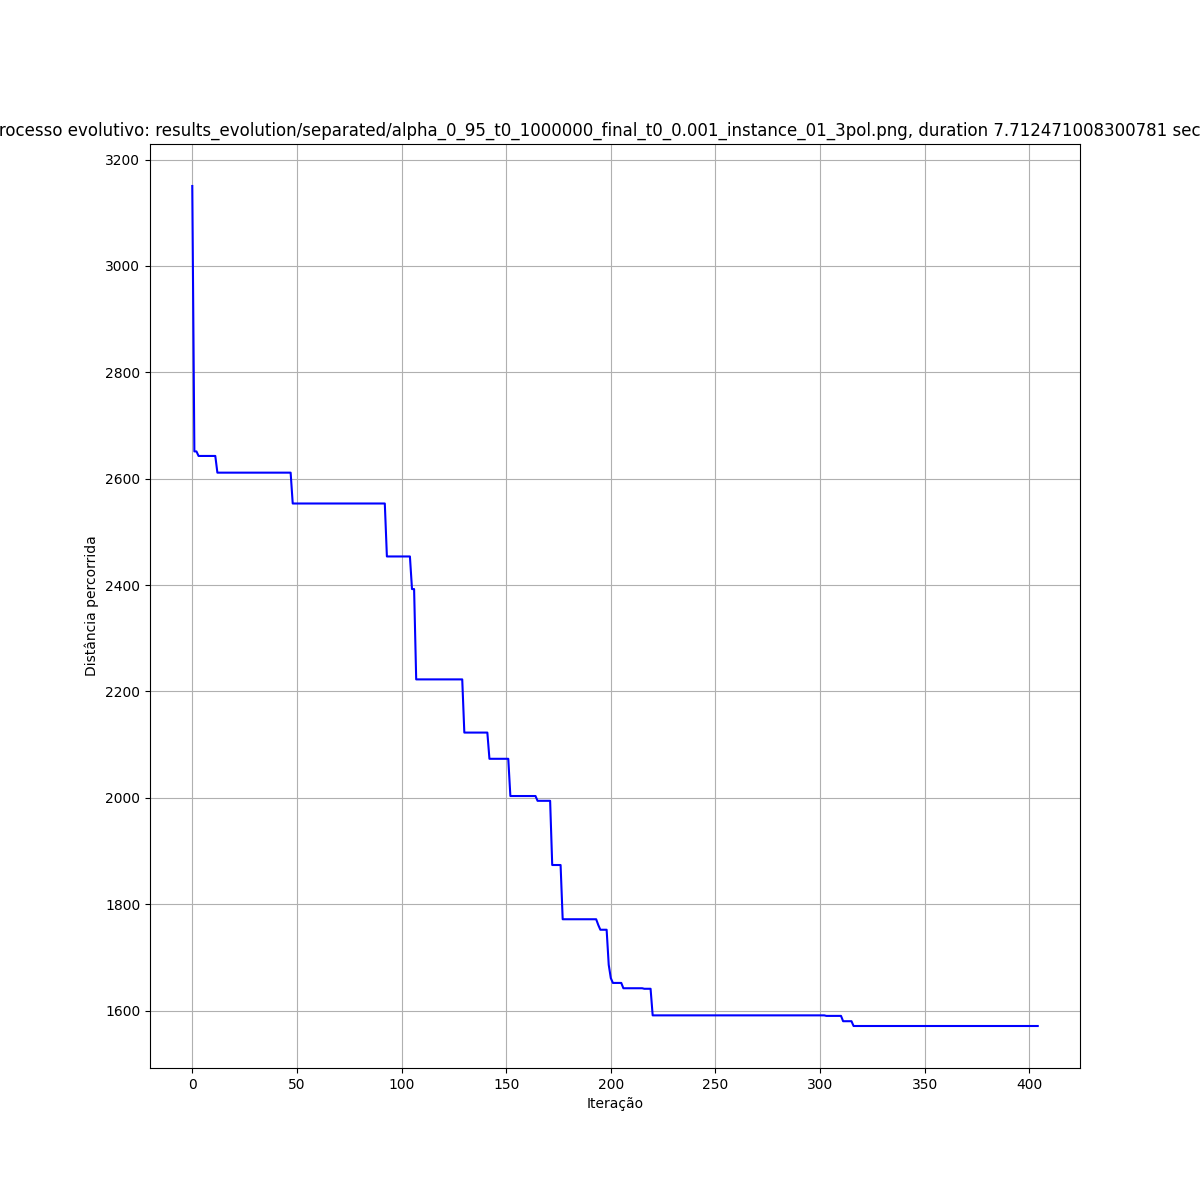 rocesso evolutivo: results_evolution/separated/alpha_0_95_t0_1000000_final_t0_0.001_instance_01_3pol.png, duration 7.712471008300781 sec
3200
3000
2800
2600
2400
2200
2000
1800
1600
Distância percorrida
0 50 100 150 200 250 300 350 400
Iteração